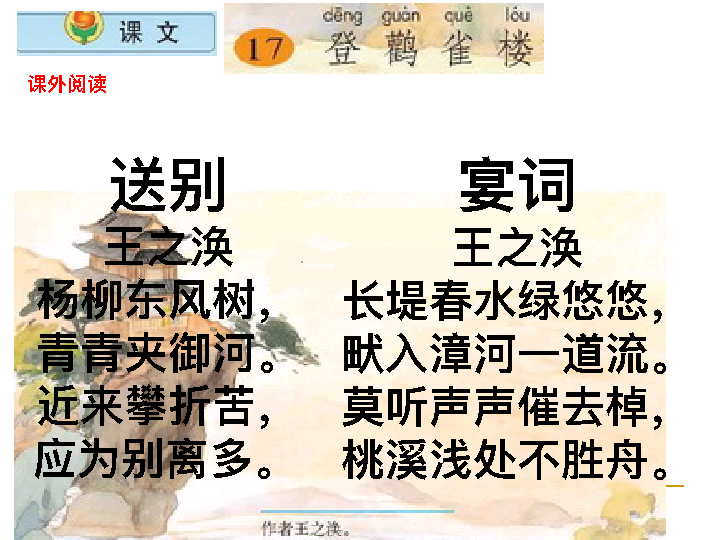 课 文
dēng guàn què lóu
17 登 鹳 雀 楼
课外阅读
送别
王之涣
杨柳东风树,
青青夹御河。
近来攀折苦,
应为别离多。
宴词
王之涣
长堤春水绿悠悠,
畎入漳河一道流。
莫听声声催去棹,
桃溪浅处不胜舟。
作者王之涣。